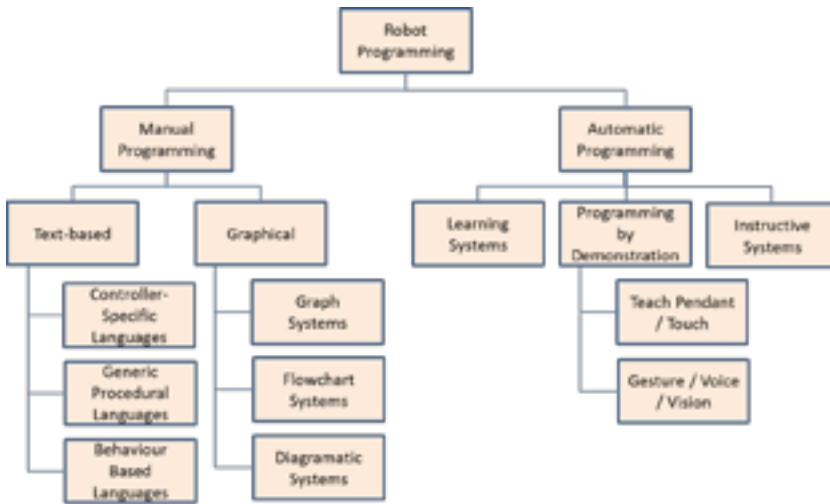 Robot
Programming
Manual
Programming
Automatic
Programming
Text-based
Graphical
Learning
Systems
Programming
by
Demonstration
Instructive
Systems
Controller-
Specific
Languages
Generic
Procedural
Languages
Behaviour
Based
Languages
Graph
Systems
Flowchart
Systems
Diagramatic
Systems
Teach Pendant
/ Touch
Gesture / Voice
/ Vision